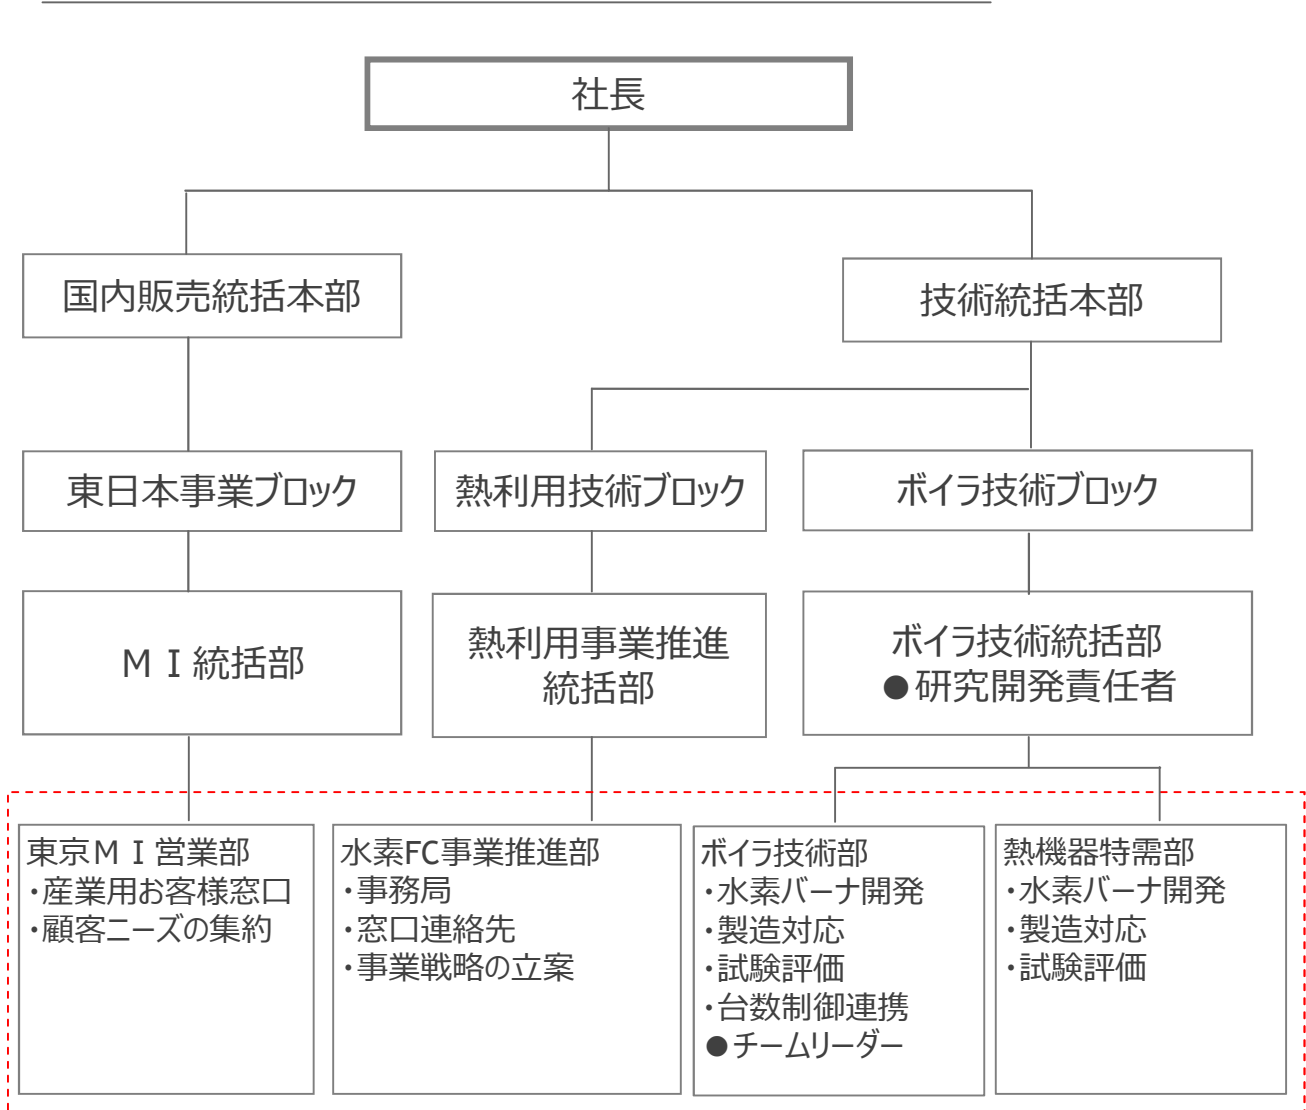 社長
国内販売統括本部
技術統括本部
東日本事業ブロック
熱利用技術ブロック
ボイラ技術ブロック
ＭＩ統括部
熱利用事業推進
統括部
ボイラ技術統括部
●研究開発責任者
東京ＭＩ営業部
・産業用お客様窓口
・顧客ニーズの集約
水素FC事業推進部
・事務局
・窓口連絡先
・事業戦略の立案
ボイラ技術部
・水素バーナ開発
・製造対応
・試験評価
・台数制御連携
●チームリーダー
熱機器特需部
・水素バーナ開発
・製造対応
・試験評価